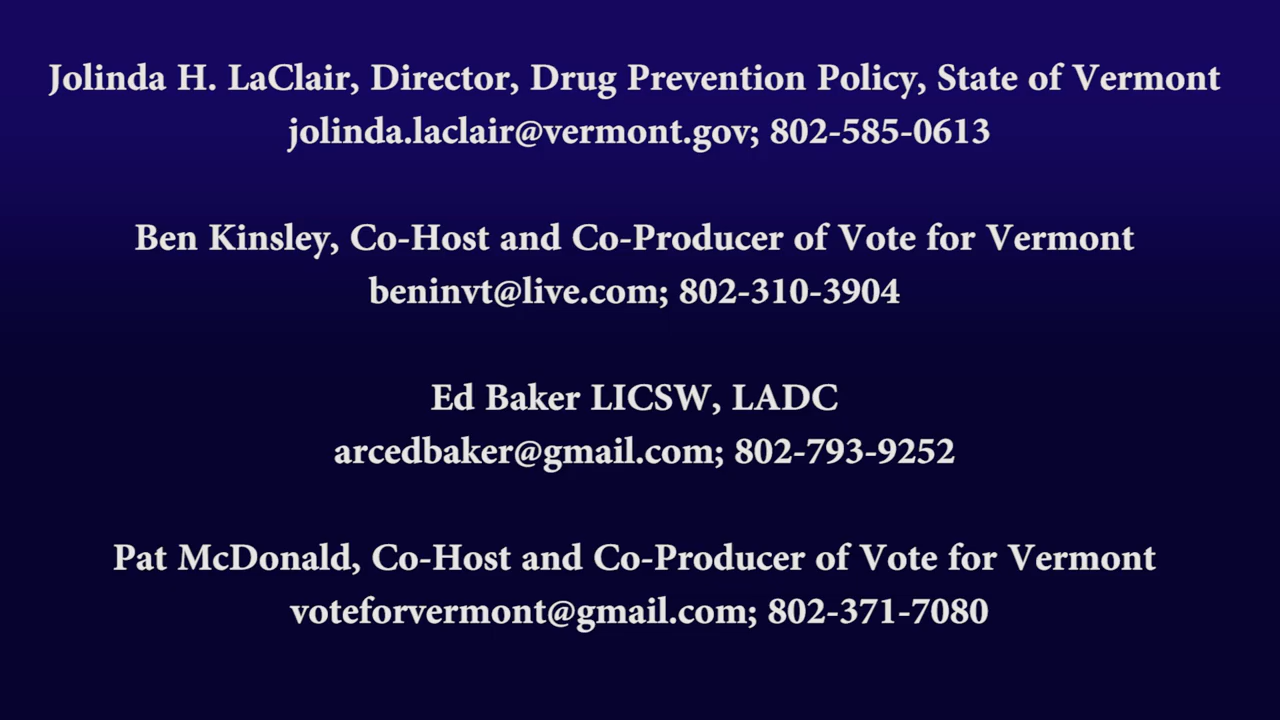 Jolinda H. LaClair, Director, Drug Prevention Policy, State of Vermont
jolinda.laclair@vermont.gov; 802-585-0613
Ben Kinsley, Co-Host and Co-Producer of Vote for Vermont
beninvt@live.com; 802-310-3904
Ed Baker LICSW, LADC
arcedbaker@gmail.com; 802-793-9252
Pat McDonald, Co-Host and Co-Producer of Vote for Vermont
voteforvermont@gmail.com; 802-371-7080